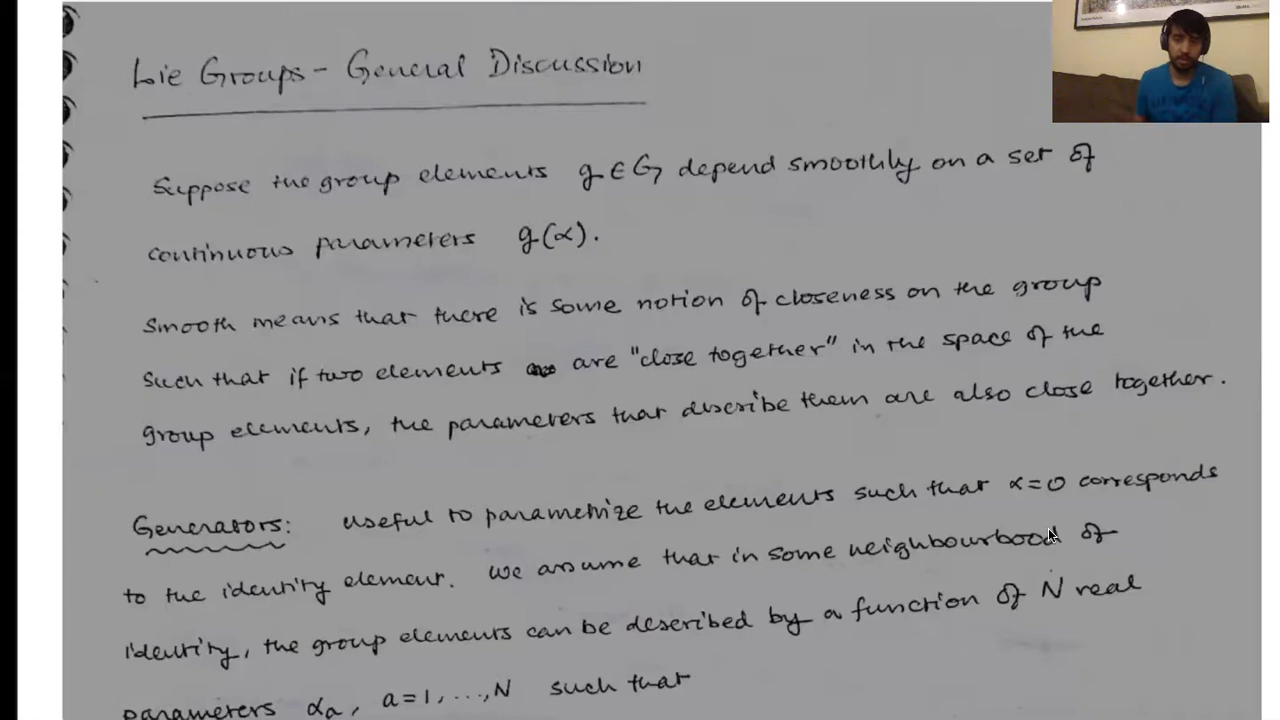 Lie Groups - General Discussion
Suppose the group elements g ∈ G depend smoothly on a set of
continuous parameters g(α).
Smooth means that there is some notion of closeness on the group
such that if two elements are "close together" in the space of the
group elements, the parameters that describe them are also close together.
Generators: Useful to parametrize the elements such that α=0 corresponds
to the identity element. We assume that in some neighbourhood of
identity, the group elements can be described by a function of N real
parameters αₐ, a=1,...,N such that